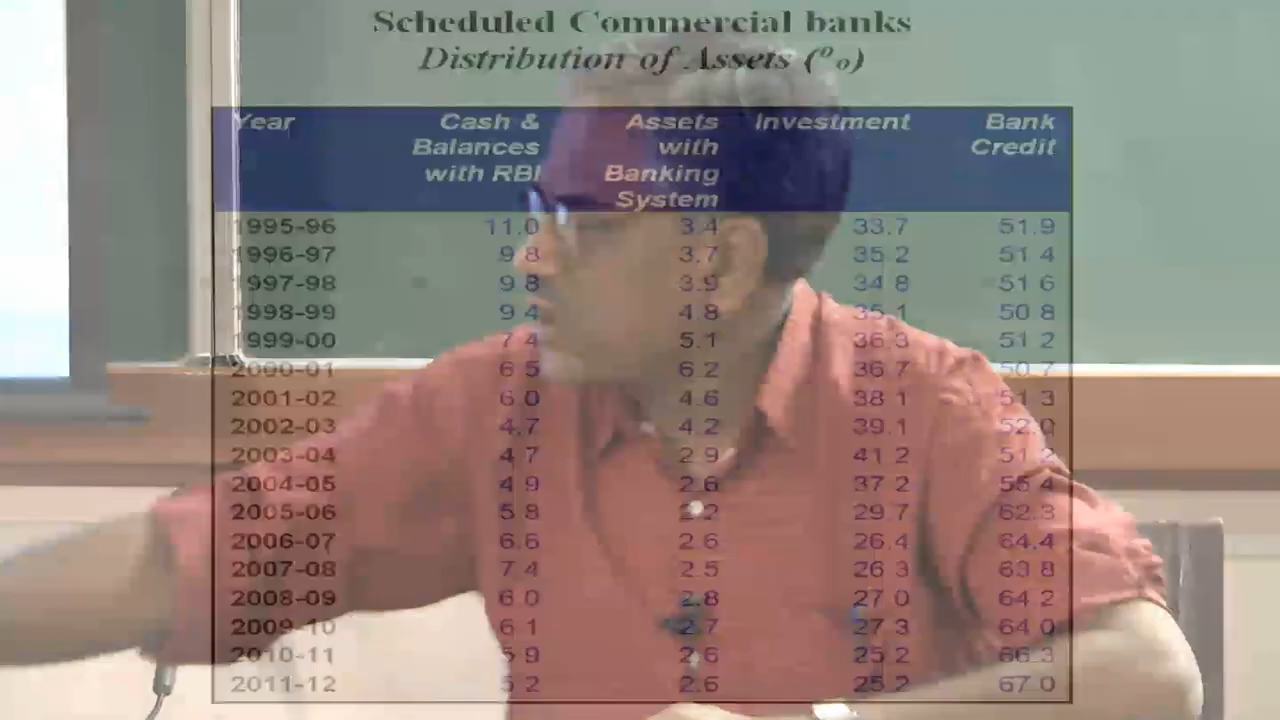 Scheduled Commercial banks
Distribution of Assets (%)
Year Cash & Balances with RBI Assets with Banking System Investment Bank Credit
1995-96 11.0 3.4 33.7 51.9
1996-97 9.8 3.7 35.2 51.4
1997-98 9.8 3.9 34.8 51.6
1998-99 9.4 4.8 35.1 50.8
1999-00 7.4 5.1 36.3 51.2
2000-01 6.5 6.2 36.7 50.7
2001-02 6.0 4.6 38.1 51.3
2002-03 4.7 4.2 39.1 52.0
2003-04 4.7 2.9 41.2
2004-05 4.9 2.6 37.2 55.4
2005-06 5.8 2.2 29.7 62.3
2006-07 6.6 2.6 26.4 64.4
2007-08 7.4 2.5 26.3 63.8
2008-09 6.0 2.8 27.0 64.2
2009-10 6.1 2.7 27.3 64.0
2010-11 5.9 2.6 25.2 66.3
2011-12 5.2 2.6 25.2 67.0